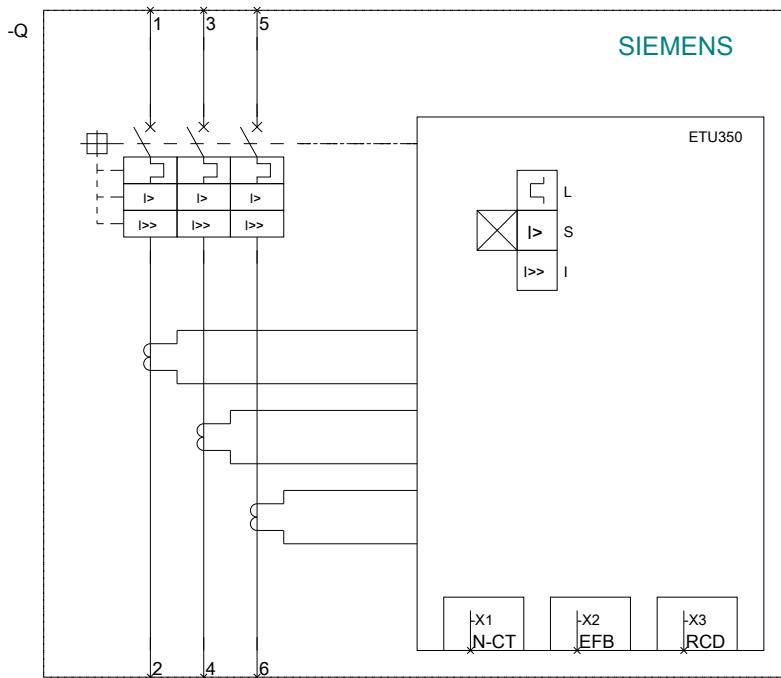 -Q
1 3 5
SIEMENS
ETU350
L
I> I> I>
I> S
I>> I>> I>>
I>> I
-X1 -X2 -X3
N-CT EFB RCD
2 4 6